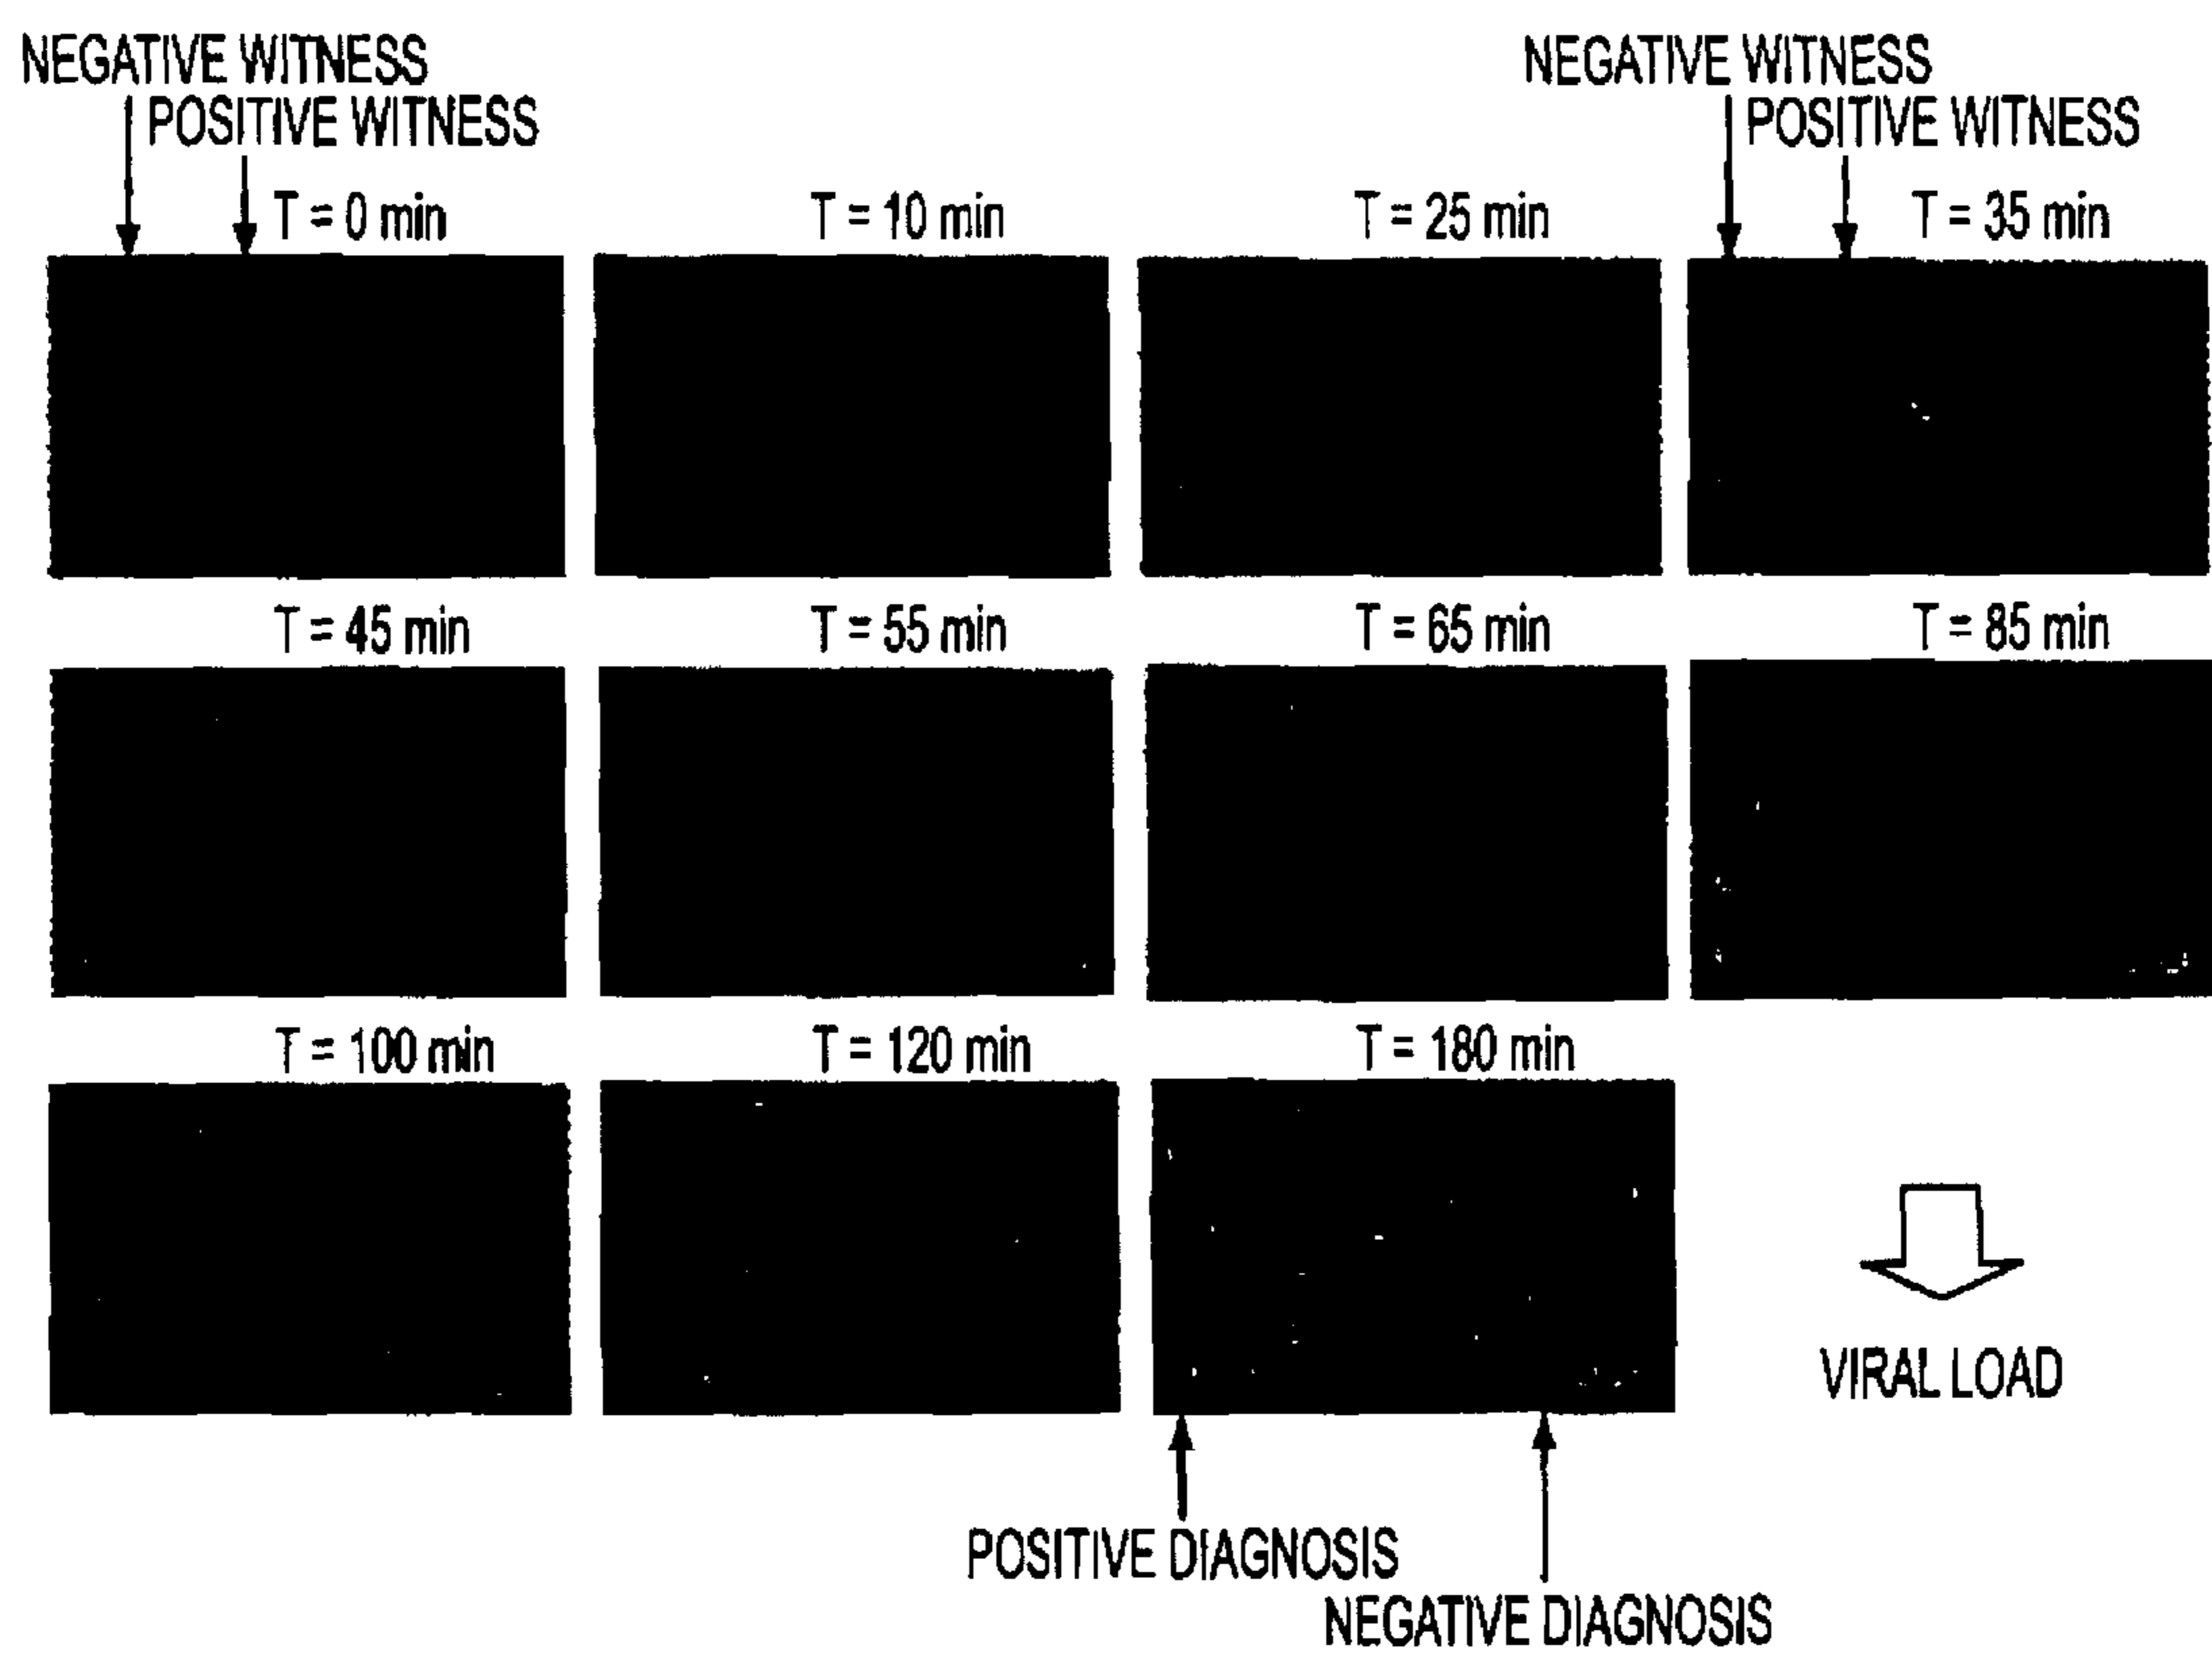 NEGATIVE WITNESS
POSITIVE WITNESS
NEGATIVE WITNESS
POSITIVE WITNESS
T = 0 min
T = 10 min
T = 25 min
T = 35 min
T = 45 min
T = 55 min
T = 65 min
T = 85 min
T = 100 min
T = 120 min
T = 180 min
VIRAL LOAD
POSITIVE DIAGNOSIS
NEGATIVE DIAGNOSIS